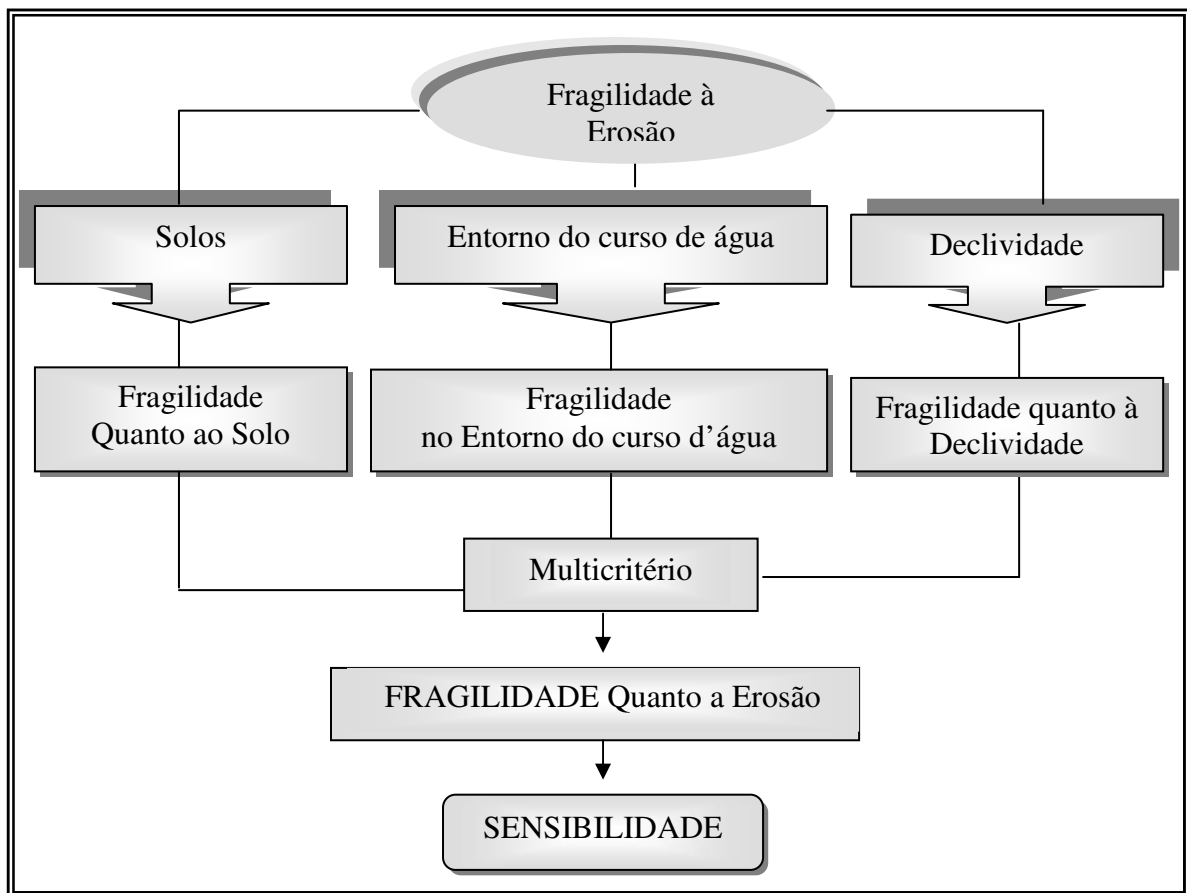 Fragilidade à
Erosão
Solos
Entorno do curso de água
Declividade
Fragilidade
Quanto ao Solo
Fragilidade
no Entorno do curso d’água
Fragilidade quanto à
Declividade
Multicritério
FRAGILIDADE Quanto a Erosão
SENSIBILIDADE